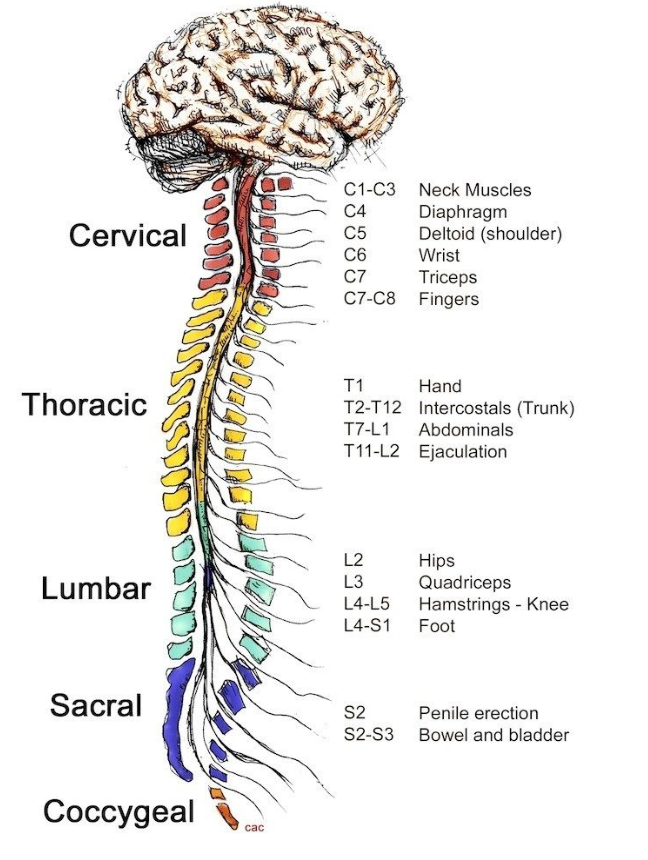 Cervical
C1-C3 Neck Muscles
C4 Diaphragm
C5 Deltoid (shoulder)
C6 Wrist
C7 Triceps
C7-C8 Fingers
Thoracic
T1 Hand
T2-T12 Intercostals (Trunk)
T7-L1 Abdominals
T11-L2 Ejaculation
Lumbar
L2 Hips
L3 Quadriceps
L4-L5 Hamstrings - Knee
L4-S1 Foot
Sacral
S2 Penile erection
S2-S3 Bowel and bladder
Coccygeal
cac